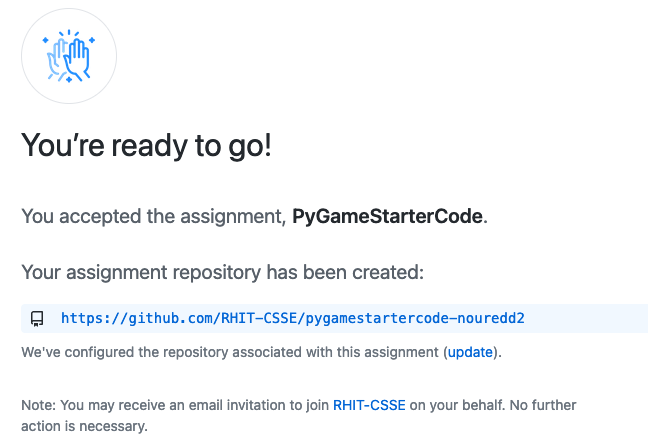 You’re ready to go!
You accepted the assignment, PyGameStarterCode.
Your assignment repository has been created:
https://github.com/RHIT-CSSE/pygamestartercode-nouredd2
We've configured the repository associated with this assignment (update).
Note: You may receive an email invitation to join RHIT-CSSE on your behalf. No further
action is necessary.